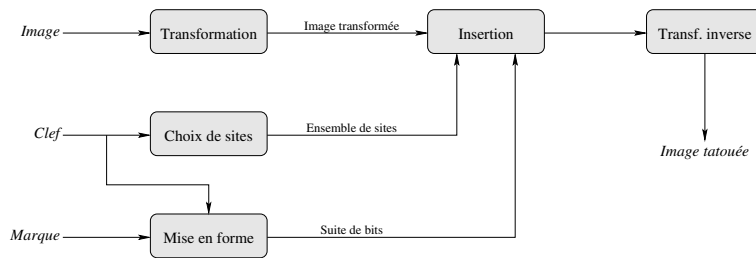 Image
Transformation
Image transformée
Insertion
Transf. inverse
Clef
Choix de sites
Ensemble de sites
Image tatouée
Marque
Mise en forme
Suite de bits